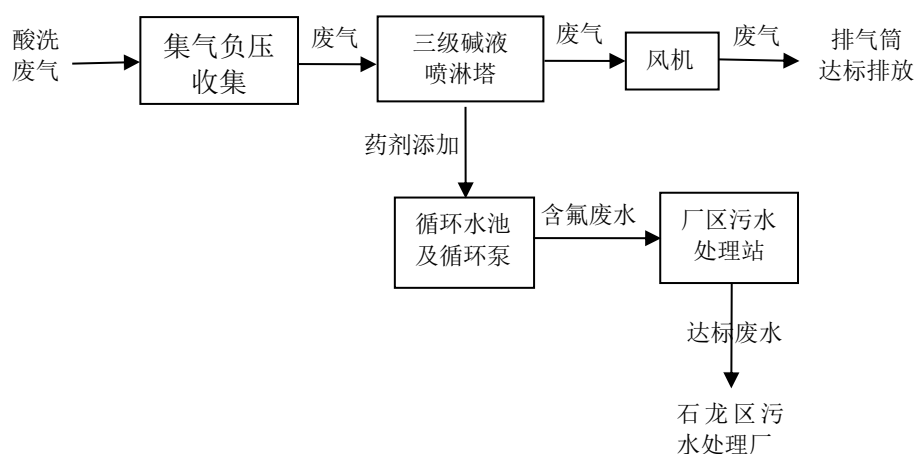 酸洗
废气
集气负压
收集
废气
三级碱液
喷淋塔
废气
风机
废气
排气筒
达标排放
药剂添加
循环水池
及循环泵
含氟废水
厂区污水
处理站
达标废水
石龙区污
水处理厂